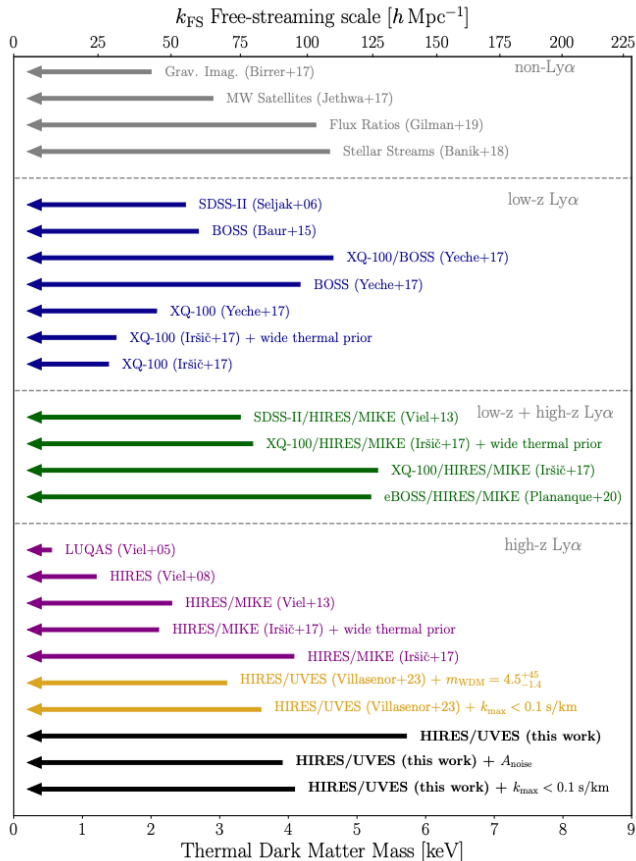 k_FS Free-streaming scale [h Mpc⁻¹]
0 25 50 75 100 125 150 175 200 225
Grav. Imag. (Birrer+17)
non-Lyα
MW Satellites (Jethwa+17)
Flux Ratios (Gilman+19)
Stellar Streams (Banik+18)
low-z Lyα
SDSS-II (Seljak+06)
BOSS (Baur+15)
XQ-100/BOSS (Yeche+17)
BOSS (Yeche+17)
XQ-100 (Yeche+17)
XQ-100 (Iršič+17) + wide thermal prior
XQ-100 (Iršič+17)
SDSS-II/HIRES/MIKE (Viel+13)
low-z + high-z Lyα
XQ-100/HIRES/MIKE (Iršič+17) + wide thermal prior
XQ-100/HIRES/MIKE (Iršič+17)
eBOSS/HIRES/MIKE (Plananque+20)
high-z Lyα
LUQAS (Viel+05)
HIRES (Viel+08)
HIRES/MIKE (Viel+13)
HIRES/MIKE (Iršič+17) + wide thermal prior
HIRES/MIKE (Iršič+17)
HIRES/UVES (Villasenor+23) + m_WDM = 4.5^{+45}_{-1.4}
HIRES/UVES (Villasenor+23) + k_max < 0.1 s/km
HIRES/UVES (this work)
HIRES/UVES (this work) + A_noise
HIRES/UVES (this work) + k_max < 0.1 s/km
0 1 2 3 4 5 6 7 8 9
Thermal Dark Matter Mass [keV]